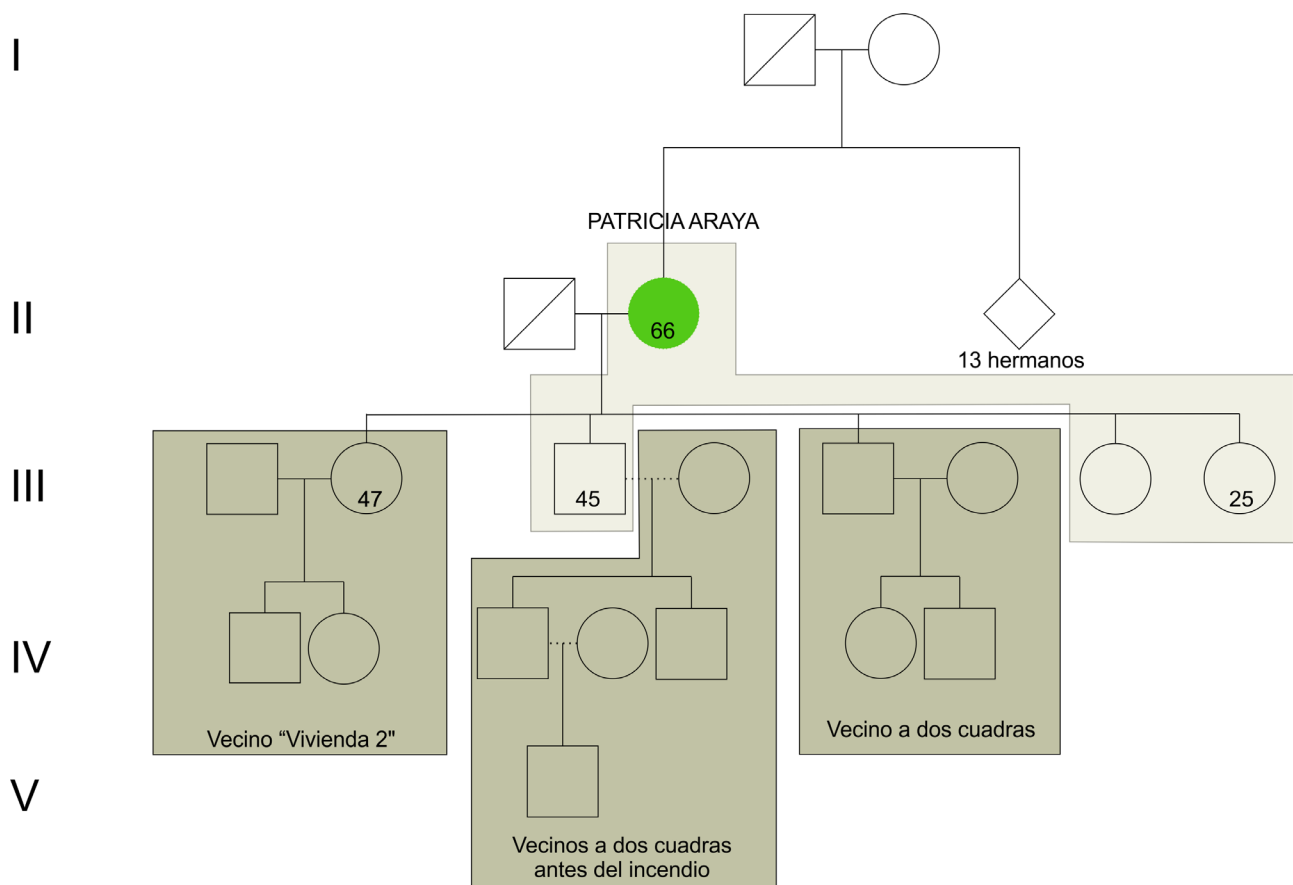 I
PATRICIA ARAYA
II
66
13 hermanos
III
47
45
25
IV
Vecino “Vivienda 2"
Vecino a dos cuadras
V
Vecinos a dos cuadras
antes del incendio